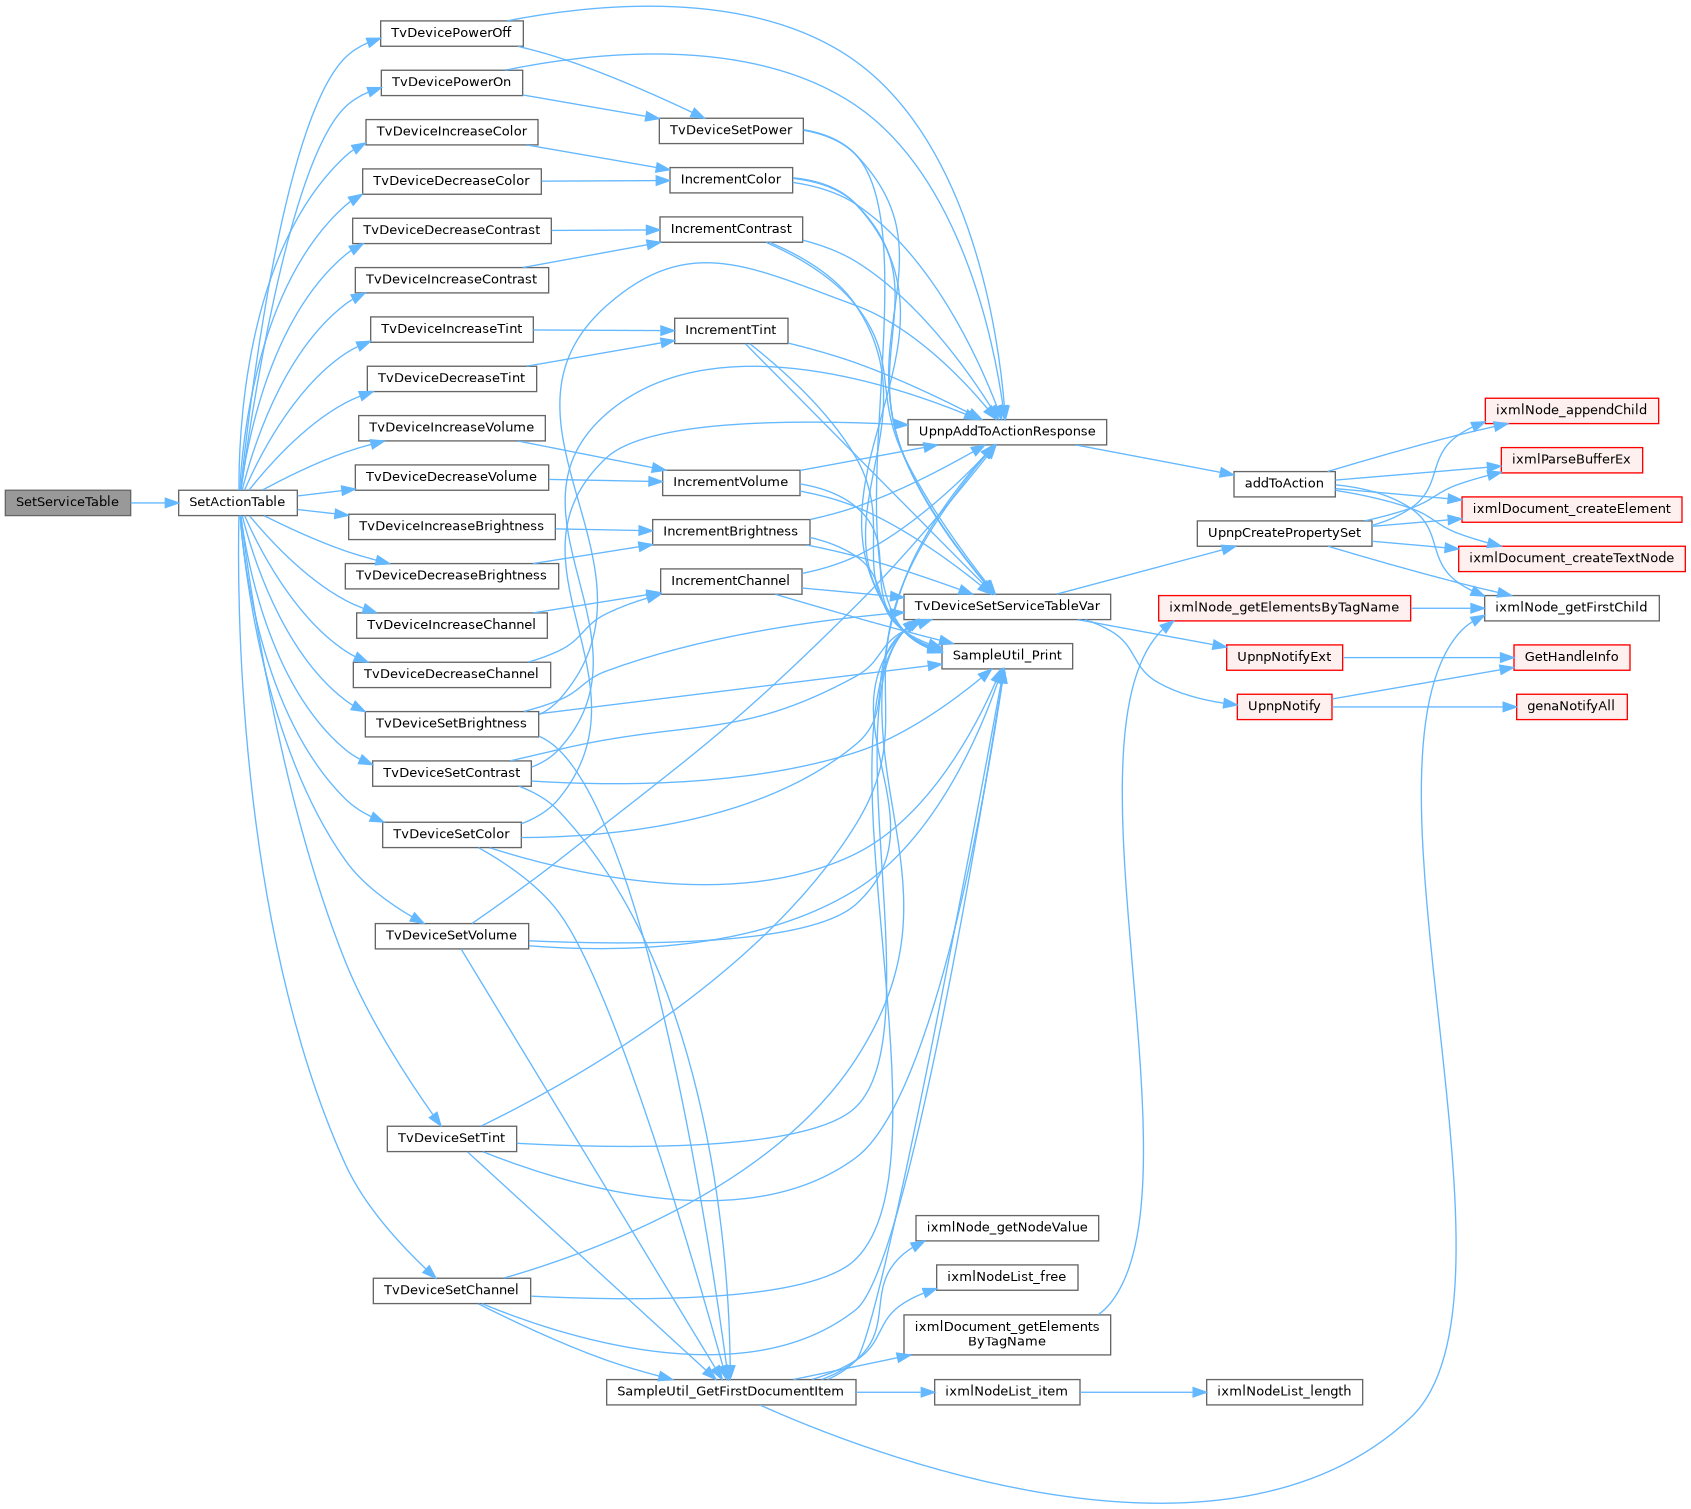 SetServiceTable
SetActionTable
TvDevicePowerOff
TvDevicePowerOn
TvDeviceIncreaseColor
TvDeviceDecreaseColor
TvDeviceDecreaseContrast
TvDeviceIncreaseContrast
TvDeviceIncreaseTint
TvDeviceDecreaseTint
TvDeviceIncreaseVolume
TvDeviceDecreaseVolume
TvDeviceIncreaseBrightness
TvDeviceDecreaseBrightness
TvDeviceIncreaseChannel
TvDeviceDecreaseChannel
TvDeviceSetBrightness
TvDeviceSetContrast
TvDeviceSetColor
TvDeviceSetVolume
TvDeviceSetTint
TvDeviceSetChannel
TvDeviceSetPower
IncrementColor
IncrementContrast
IncrementTint
IncrementVolume
IncrementBrightness
IncrementChannel
SampleUtil_GetFirstDocumentItem
UpnpAddToActionResponse
TvDeviceSetServiceTableVar
SampleUtil_Print
ixmlNode_getNodeValue
ixmlNodeList_free
ixmlDocument_getElements
ByTagName
ixmlNodeList_item
addToAction
UpnpCreatePropertySet
ixmlNode_getElementsByTagName
UpnpNotifyExt
UpnpNotify
ixmlNodeList_length
ixmlNode_appendChild
ixmlParseBufferEx
ixmlDocument_createElement
ixmlDocument_createTextNode
ixmlNode_getFirstChild
GetHandleInfo
genaNotifyAll